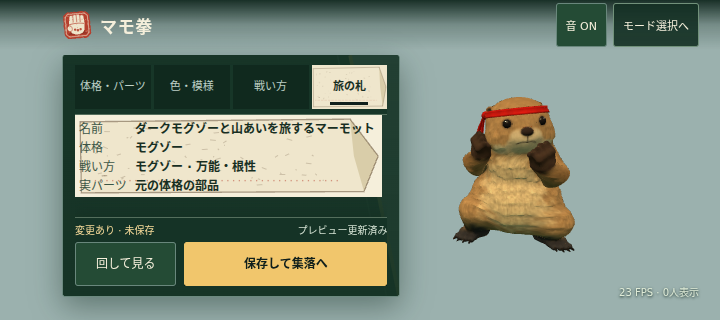 マモ拳
音 ON
モード選択へ
体格・パーツ
色・模様
戦い方
旅の札
名前 ダークモグゾーと山あいを旅するマーモット
体格 モグゾー
戦い方 モグゾー・万能・根性
実パーツ 元の体格の部品
変更あり・未保存
プレビュー更新済み
回して見る
保存して集落へ
23 FPS · 0人表示